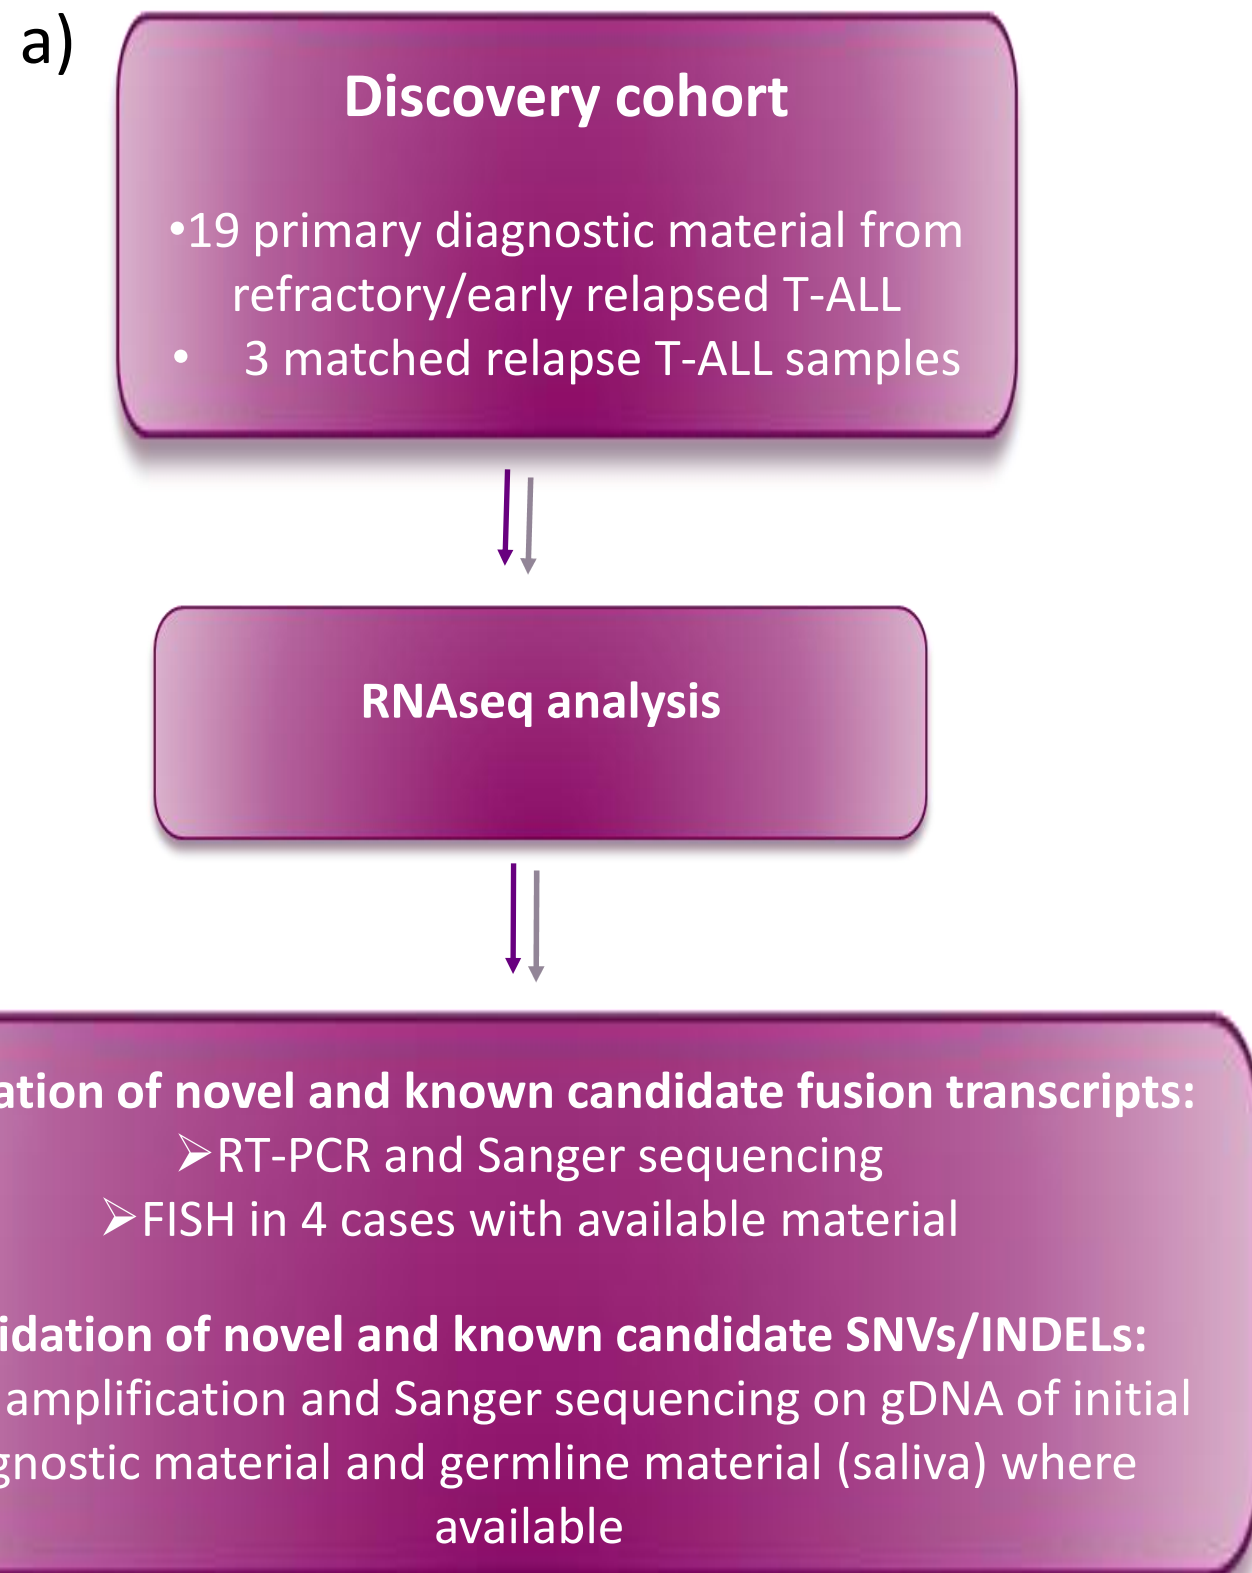 a)
Discovery cohort
•19 primary diagnostic material from
refractory/early relapsed T-ALL
• 3 matched relapse T-ALL samples
RNAseq analysis
ation of novel and known candidate fusion transcripts:
➢RT-PCR and Sanger sequencing
➢FISH in 4 cases with available material
idation of novel and known candidate SNVs/INDELs:
amplification and Sanger sequencing on gDNA of initial
gnostic material and germline material (saliva) where
available